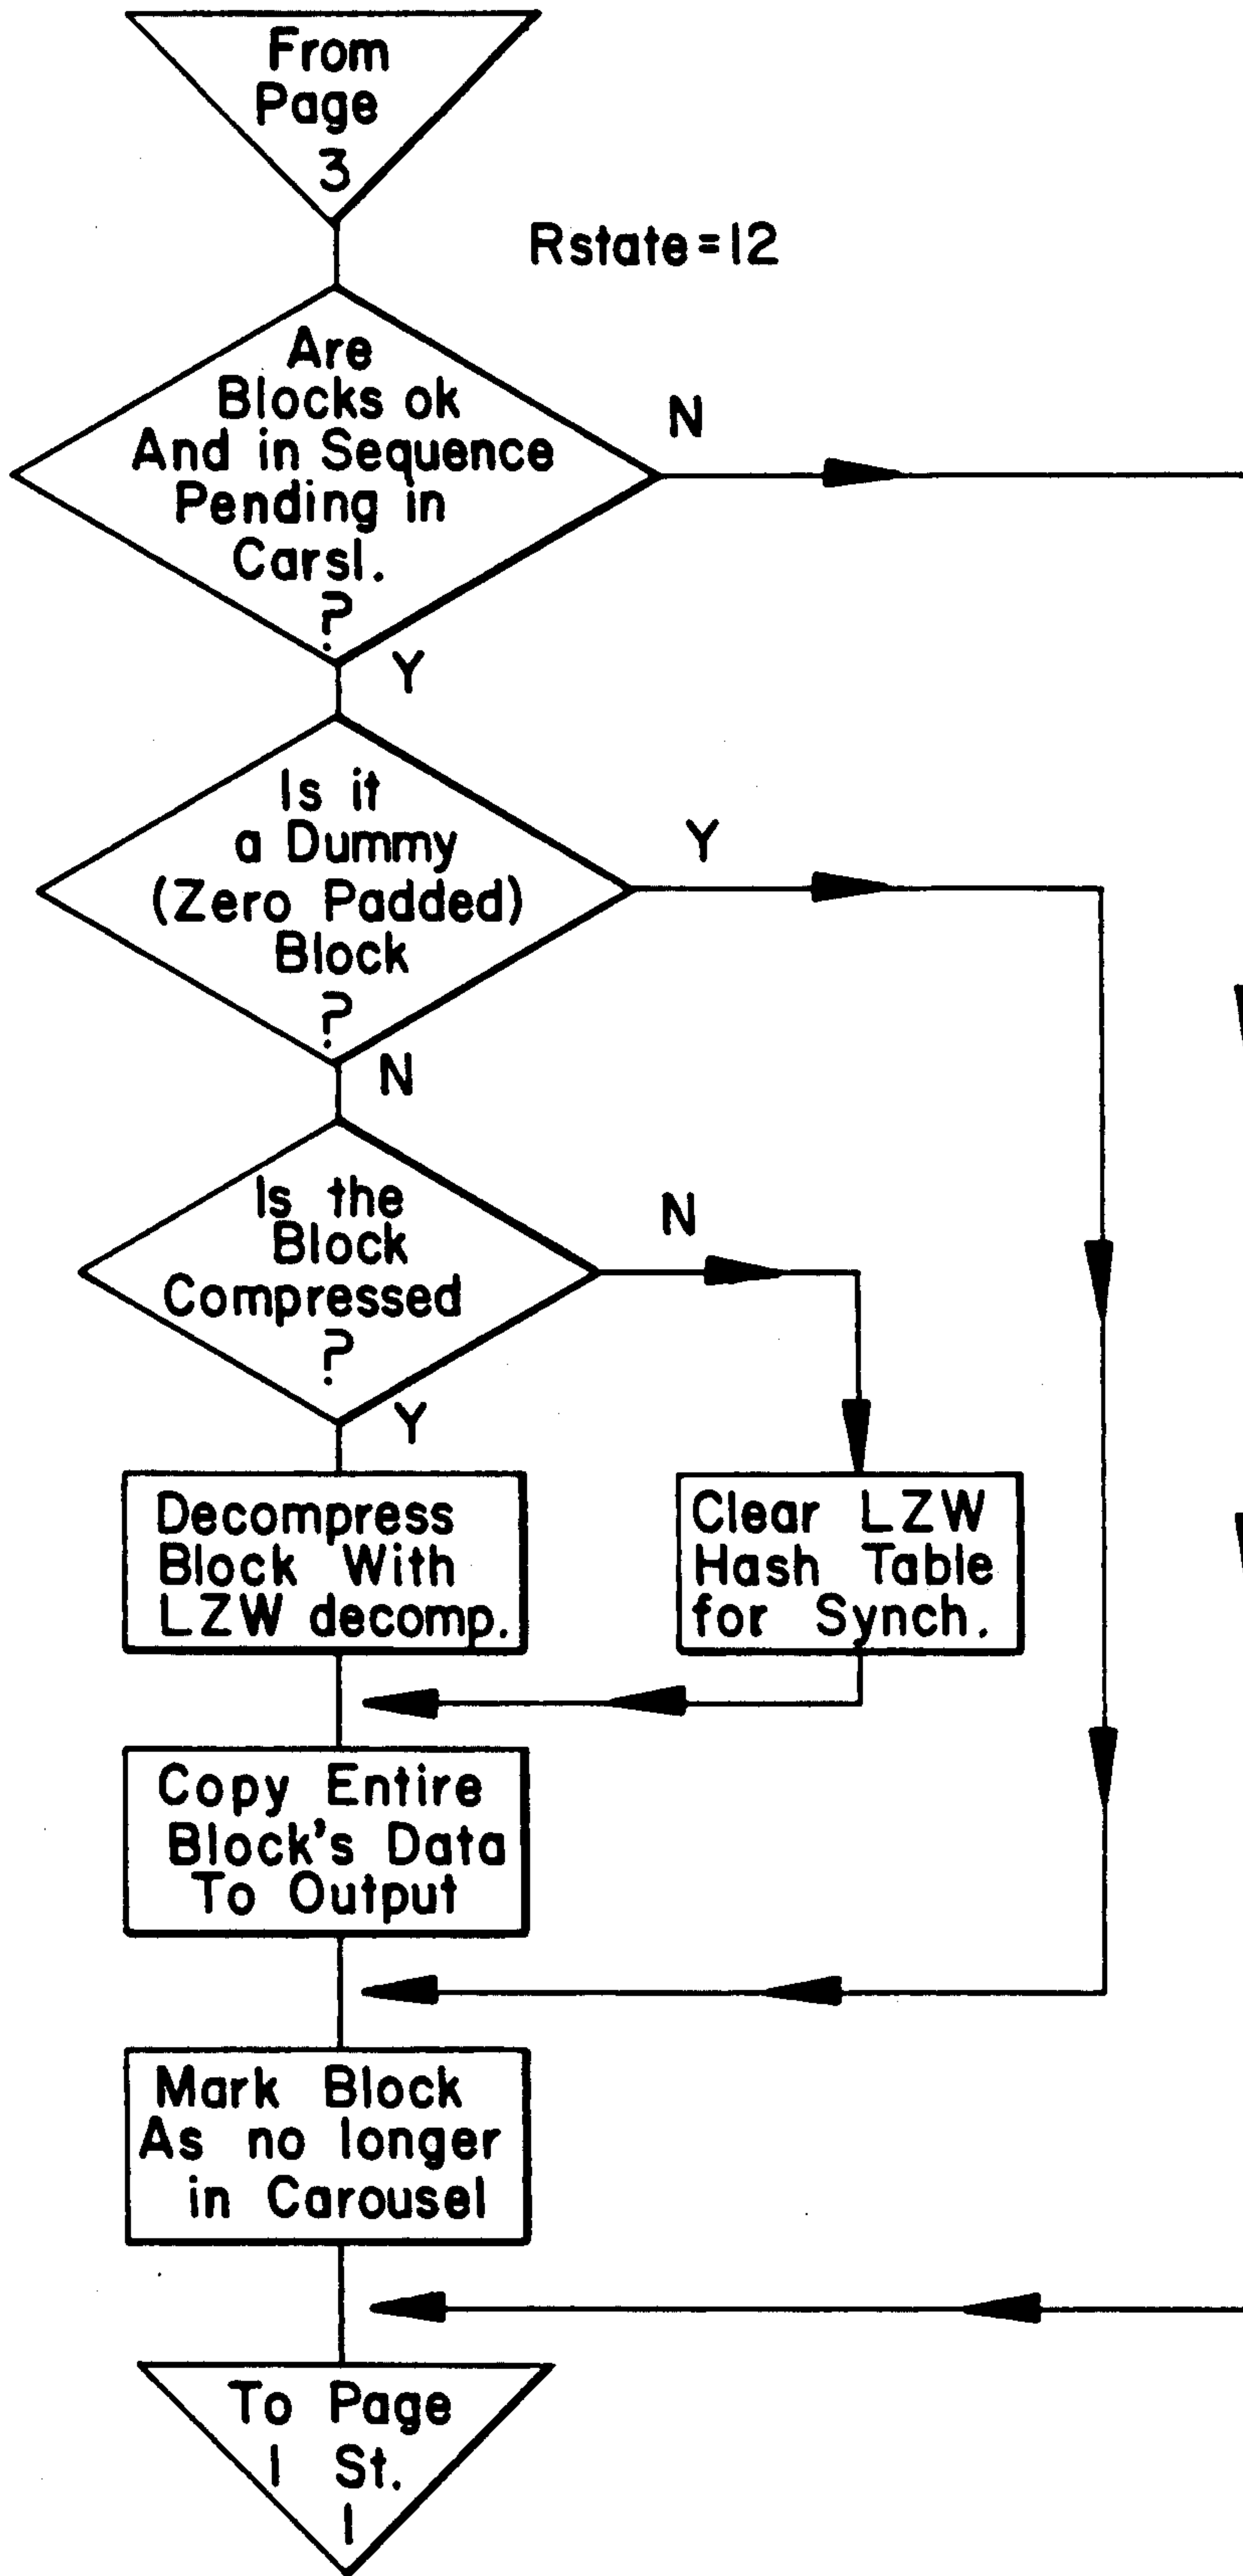 From
Page
3
Rstate=12
Are
Blocks ok
And in Sequence
Pending in
Carsl.
?
N
Y
Is it
a Dummy
(Zero Padded)
Block
?
Y
N
Is the
Block
Compressed
?
N
Y
Decompress
Block With
LZW decomp.
Clear LZW
Hash Table
for Synch.
Copy Entire
Block's Data
To Output
Mark Block
As no longer
in Carousel
To Page
1 St.
1